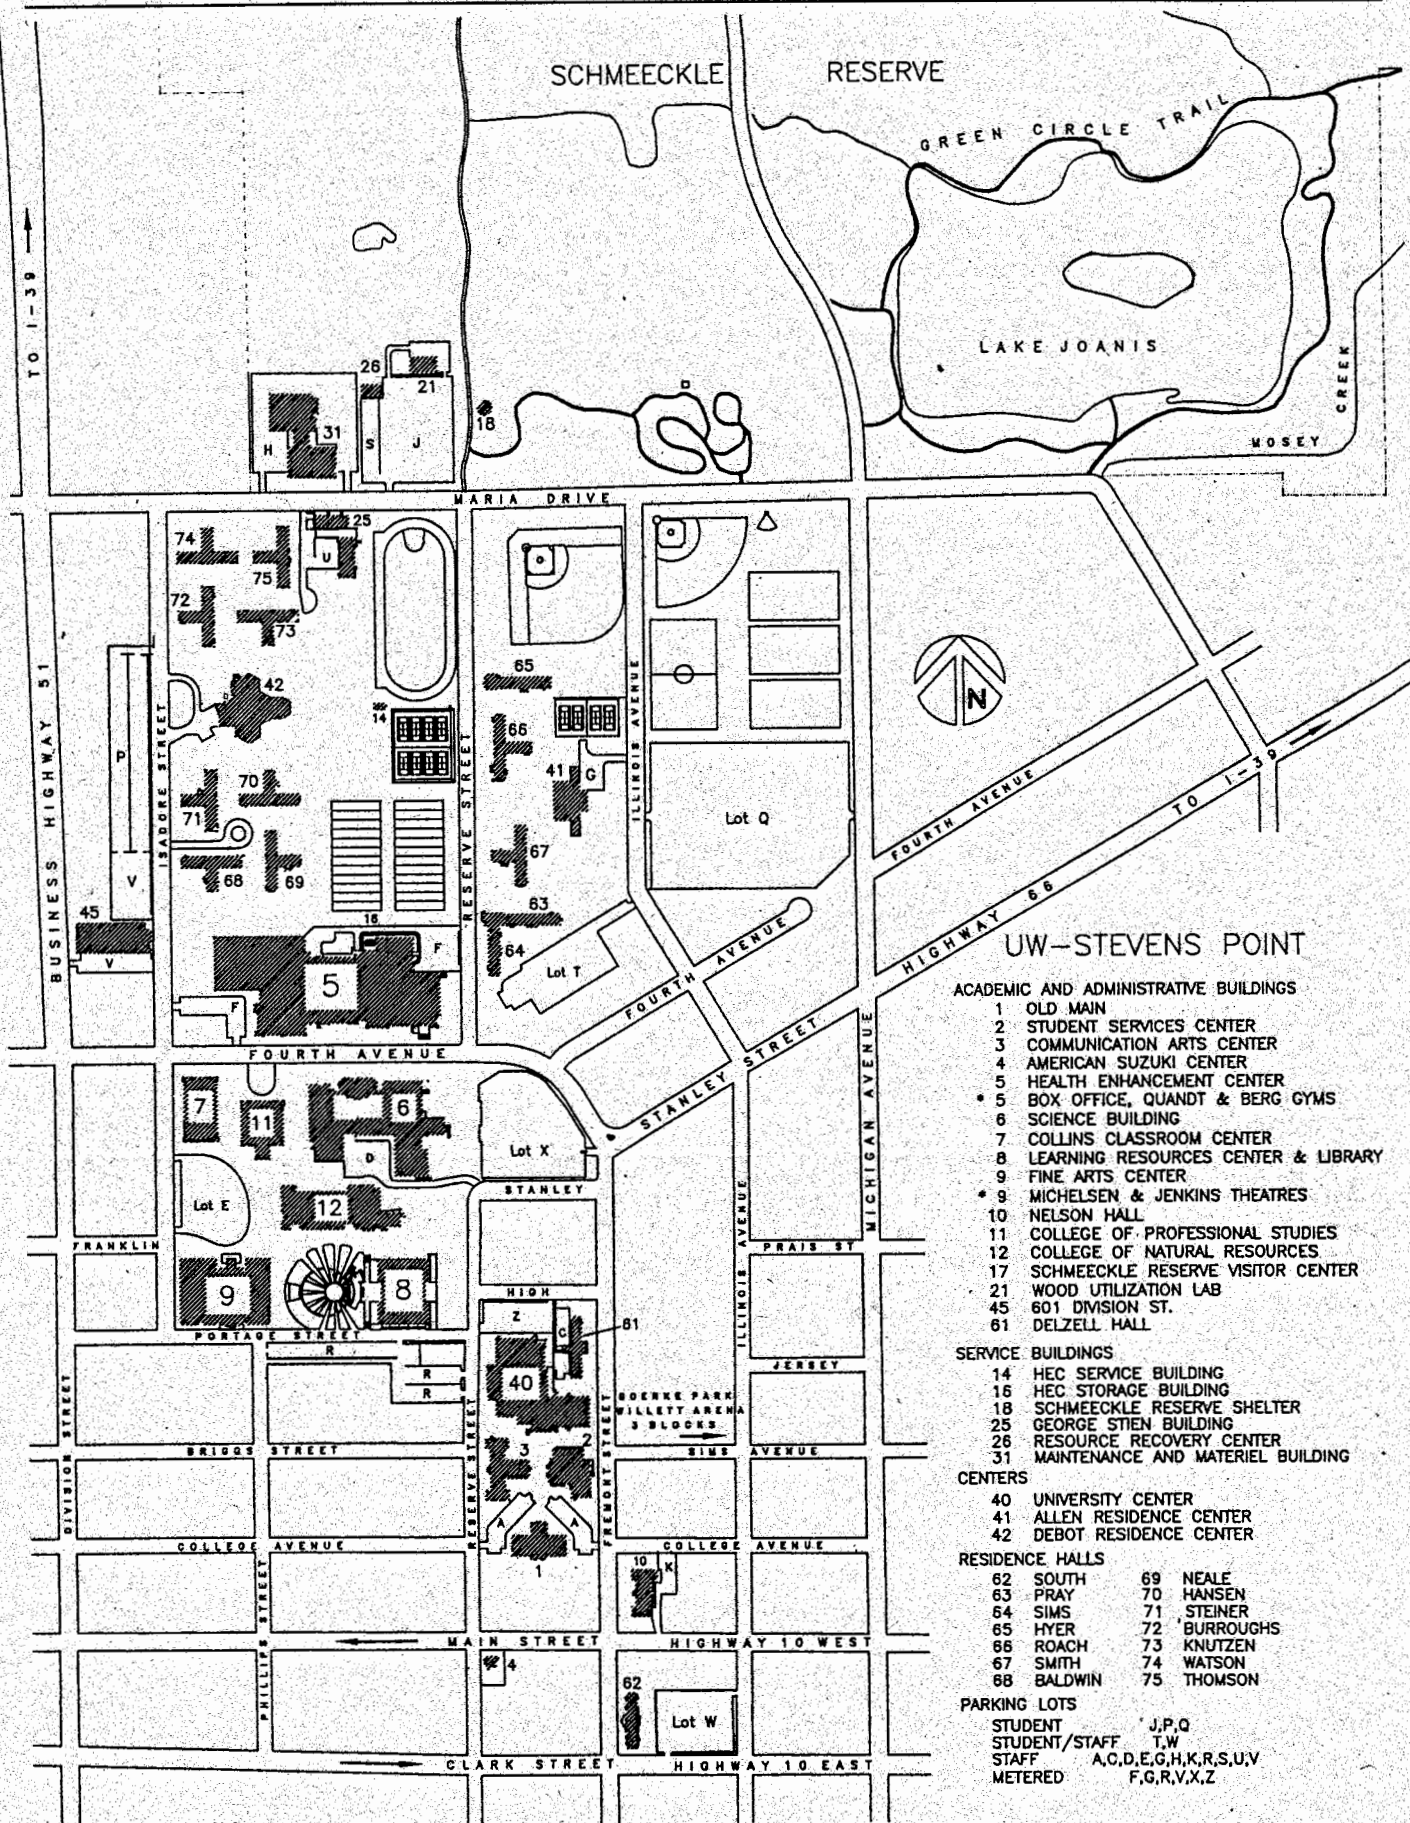 SCHMEECKLE RESERVE
GREEN CIRCLE TRAIL
TO I-39
LAKE JOANIS
MOSEY CREEK
26
21
18
31
H
S
J
MARIA DRIVE
74
25
75
U
72
73
65
42
14
66
41
G
P
ISADORE STREET
BUSINESS HIGHWAY 51
RESERVE STREET
ILLINOIS AVENUE
N
70
71
Lot Q
FOURTH AVENUE
TO I-39
HIGHWAY 66
V
68
69
67
45
63
16
F
64
V
5
Lot T
FOURTH AVENUE
F
FOURTH AVENUE
STANLEY STREET
MICHIGAN AVENUE
7
11
6
D
Lot X
Lot E
12
STANLEY
ILLINOIS AVENUE
FRANKLIN
PRAIS ST
9
8
HIGH
Z
C
61
PORTAGE STREET
R
R
R
40
JERSEY
GOERKE PARK
WILLETT ARENA
3 BLOCKS
DIVISION STREET
RESERVE STREET
FREMONT STREET
BRIGGS STREET
3
2
SIMS AVENUE
A
A
COLLEGE AVENUE
1
COLLEGE AVENUE
10
K
PHILLIP STREET
MAIN STREET
HIGHWAY 10 WEST
4
62
Lot W
CLARK STREET
HIGHWAY 10 EAST
UW-STEVENS POINT
ACADEMIC AND ADMINISTRATIVE BUILDINGS
1 OLD MAIN
2 STUDENT SERVICES CENTER
3 COMMUNICATION ARTS CENTER
4 AMERICAN SUZUKI CENTER
5 HEALTH ENHANCEMENT CENTER
* 5 BOX OFFICE, QUANDT & BERG GYMS
6 SCIENCE BUILDING
7 COLLINS CLASSROOM CENTER
8 LEARNING RESOURCES CENTER & LIBRARY
9 FINE ARTS CENTER
* 9 MICHELSEN & JENKINS THEATRES
10 NELSON HALL
11 COLLEGE OF PROFESSIONAL STUDIES
12 COLLEGE OF NATURAL RESOURCES
17 SCHMEECKLE RESERVE VISITOR CENTER
21 WOOD UTILIZATION LAB
45 601 DIVISION ST.
61 DELZELL HALL
SERVICE BUILDINGS
14 HEC SERVICE BUILDING
16 HEC STORAGE BUILDING
18 SCHMEECKLE RESERVE SHELTER
25 GEORGE STIEN BUILDING
26 RESOURCE RECOVERY CENTER
31 MAINTENANCE AND MATERIEL BUILDING
CENTERS
40 UNIVERSITY CENTER
41 ALLEN RESIDENCE CENTER
42 DEBOT RESIDENCE CENTER
RESIDENCE HALLS
62 SOUTH 69 NEALE
63 PRAY 70 HANSEN
64 SIMS 71 STEINER
65 HYER 72 BURROUGHS
66 ROACH 73 KNUTZEN
67 SMITH 74 WATSON
68 BALDWIN 75 THOMSON
PARKING LOTS
STUDENT J,P,Q
STUDENT/STAFF T,W
STAFF A,C,D,E,G,H,K,R,S,U,V
METERED F,G,R,V,X,Z